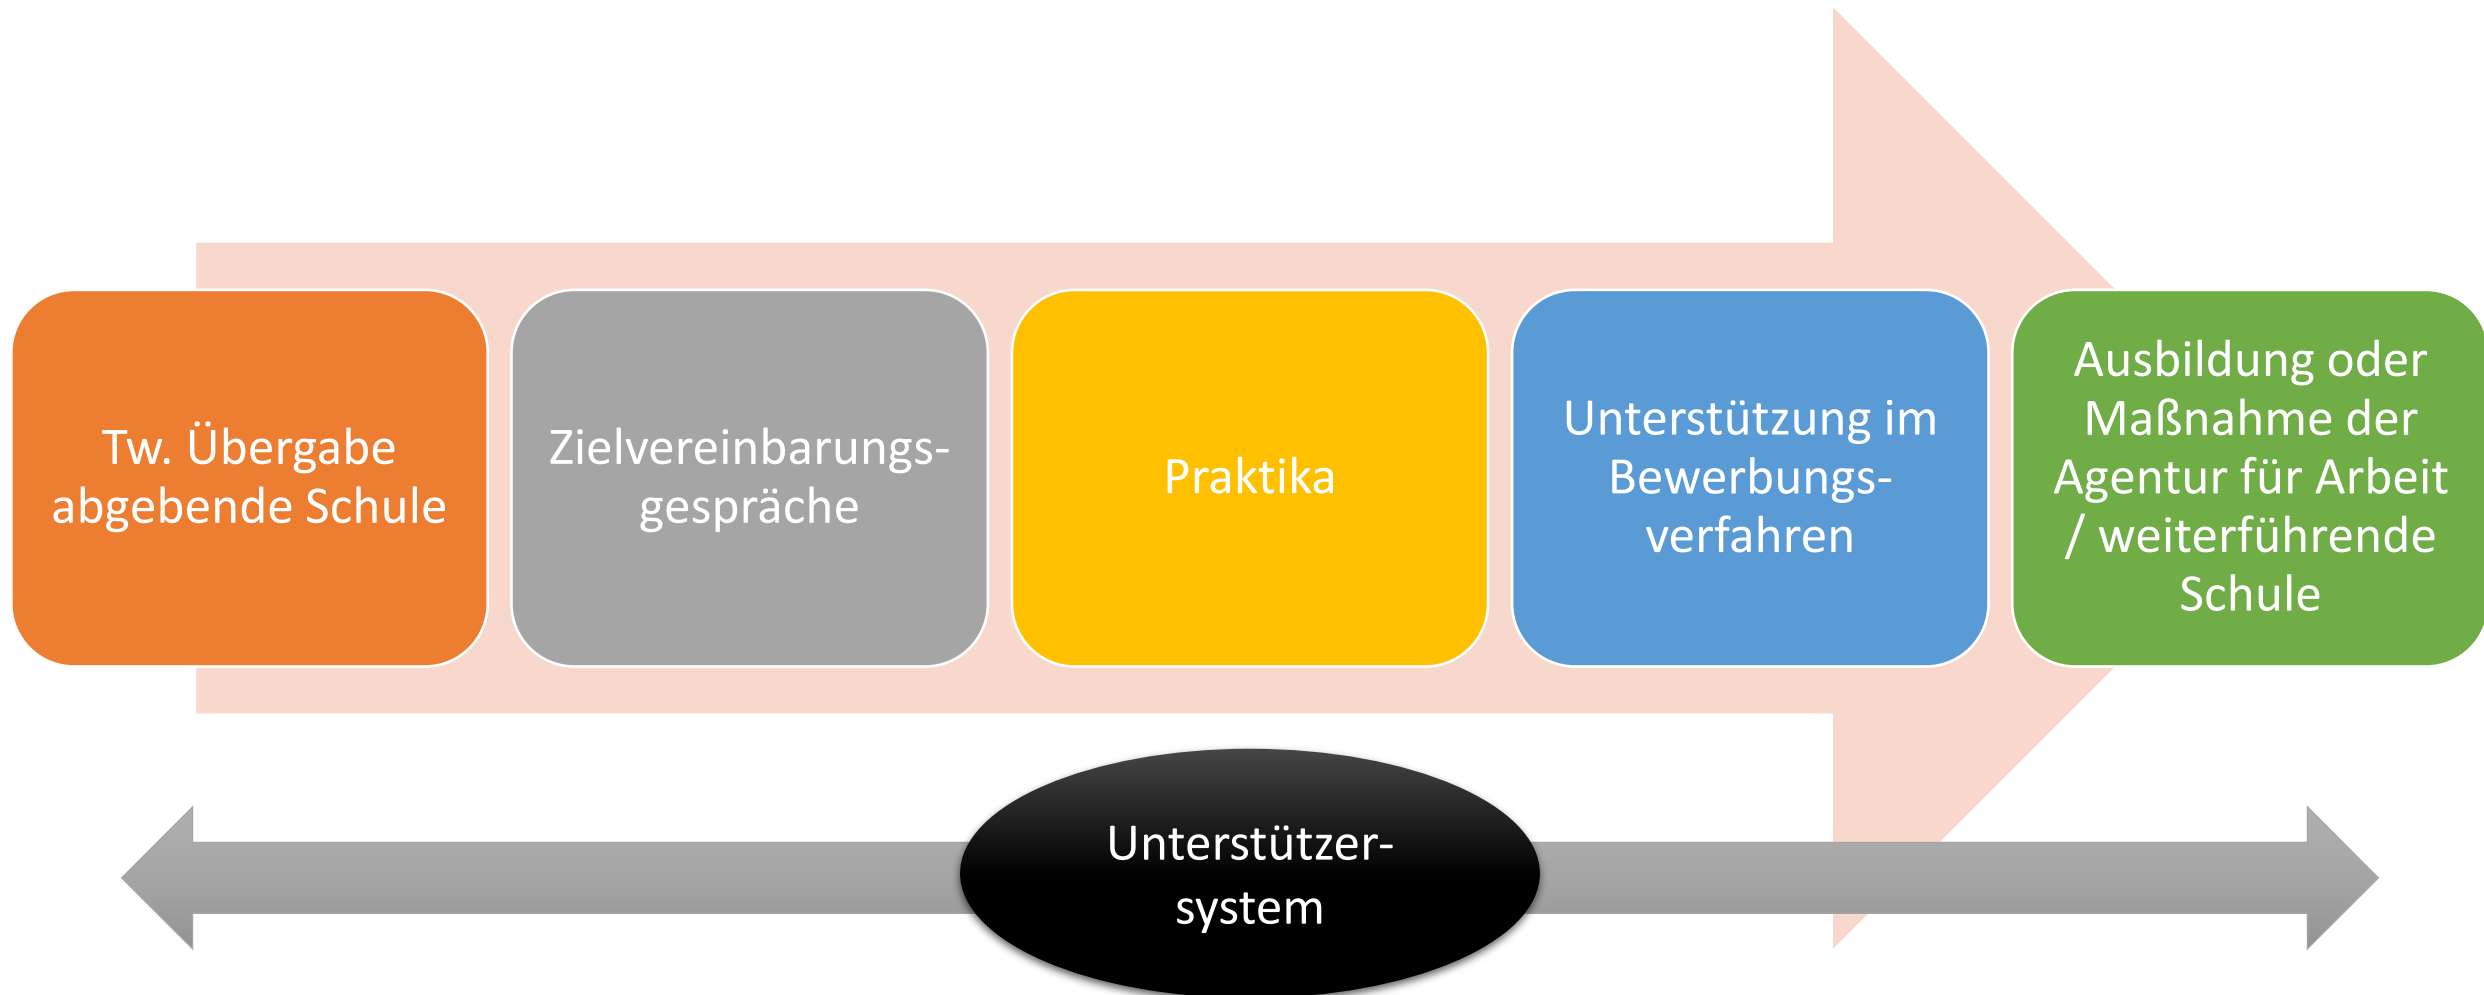 Tw. Übergabe
abgebende Schule
Zielvereinbarungs-
gespräche
Praktika
Unterstützung im
Bewerbungs-
verfahren
Ausbildung oder
Maßnahme der
Agentur für Arbeit
/ weiterführende
Schule
Unterstützer-
system